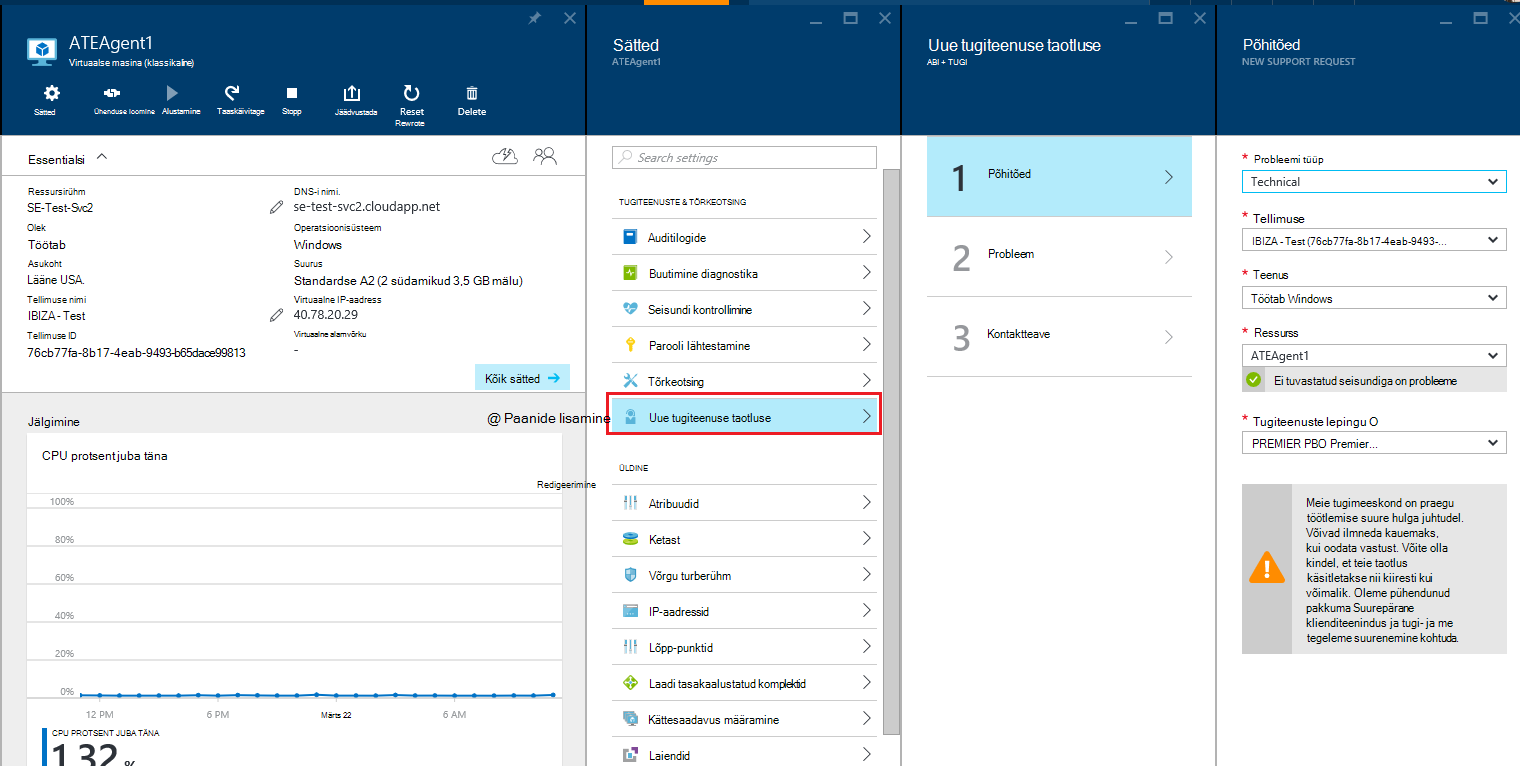 ATEAgent1
Virtuaalse masina (klassikaline)
Sätted
Ühenduse loomine
Alustamine
Taaskäivitage
Stopp
Jäädvustada
Reset
Rewrote
Delete
Essentialsi
Ressursirühm
SE-Test-Svc2
Olek
Töötab
Asukoht
Lääne USA.
Tellimuse nimi
IBIZA - Test
Tellimuse ID
76cb77fa-8b17-4eab-9493-b65dace99813
DNS-i nimi.
se-test-svc2.cloudapp.net
Operatsioonisüsteem
Windows
Suurus
Standardse A2 (2 südamikud 3,5 GB mälu)
Virtuaalne IP-aadress
40.78.20.29
Virtuaalne alamvõrku
-
Kõik sätted
Jälgimine
@ Paanide lisamine
CPU protsent juba täna
Redigeerimine
100%
80%
60%
40%
20%
0%
12 PM
6 PM
Märts 22
6 AM
CPU PROTSENT JUBA TÄNA
1.32 %
Sätted
ATEAgent1
Search settings
TUGITEENUSTE & TÕRKEOTSING
Auditilogide
Buutimine diagnostika
Seisundi kontrollimine
Parooli lähtestamine
Tõrkeotsing
Uue tugiteenuse taotluse
ÜLDINE
Atribuudid
Ketast
Võrgu turberühm
IP-aadressid
Lõpp-punktid
Laadi tasakaalustatud komplektid
Kättesaadavus määramine
Laiendid
Uue tugiteenuse taotluse
ABI + TUGI
1 Põhitõed
2 Probleem
3 Kontaktteave
Põhitõed
NEW SUPPORT REQUEST
* Probleemi tüüp
Technical
* Tellimuse
IBIZA - Test (76cb77fa-8b17-4eab-9493-...
* Teenus
Töötab Windows
* Ressurss
ATEAgent1
Ei tuvastatud seisundiga on probleeme
* Tugiteenuste lepingu O
PREMIER PBO Premier...
Meie tugimeeskond on praegu
töötlemise suure hulga juhtudel.
Võivad ilmneda kauemaks,
kui oodata vastust. Võite olla
kindel, et teie taotlus
käsitletakse nii kiiresti kui
võimalik. Oleme pühendunud
pakkuma Suurepärane
klienditeenindus ja tugi- ja me
tegeleme suurenemine kohtuda.